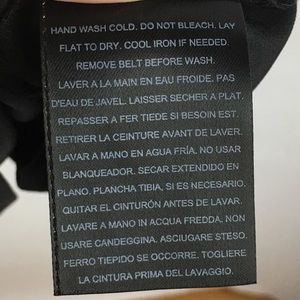 HAND WASH COLD. DO NOT BLEACH. LAY
FLAT TO DRY. COOL IRON IF NEEDED.
REMOVE BELT BEFORE WASH.
LAVER A LA MAIN EN EAU FROIDE. PAS
D'EAU DE JAVEL. LAISSER SECHER A PLAT.
REPASSER A FER TIEDE SI BESOIN EST.
RETIRER LA CEINTURE AVANT DE LAVER.
LAVAR A MANO EN AGUA FRÍA. NO USAR
BLANQUEADOR. SECAR EXTENDIDO EN
PLANO. PLANCHA TIBIA, SI ES NECESARIO.
QUITAR EL CINTURÓN ANTES DE LAVAR.
LAVARE A MANO IN ACQUA FREDDA. NON
USARE CANDEGGINA. ASCIUGARE STESO.
FERRO TIEPIDO SE OCCORRE. TOGLIERE
LA CINTURA PRIMA DEL LAVAGGIO.